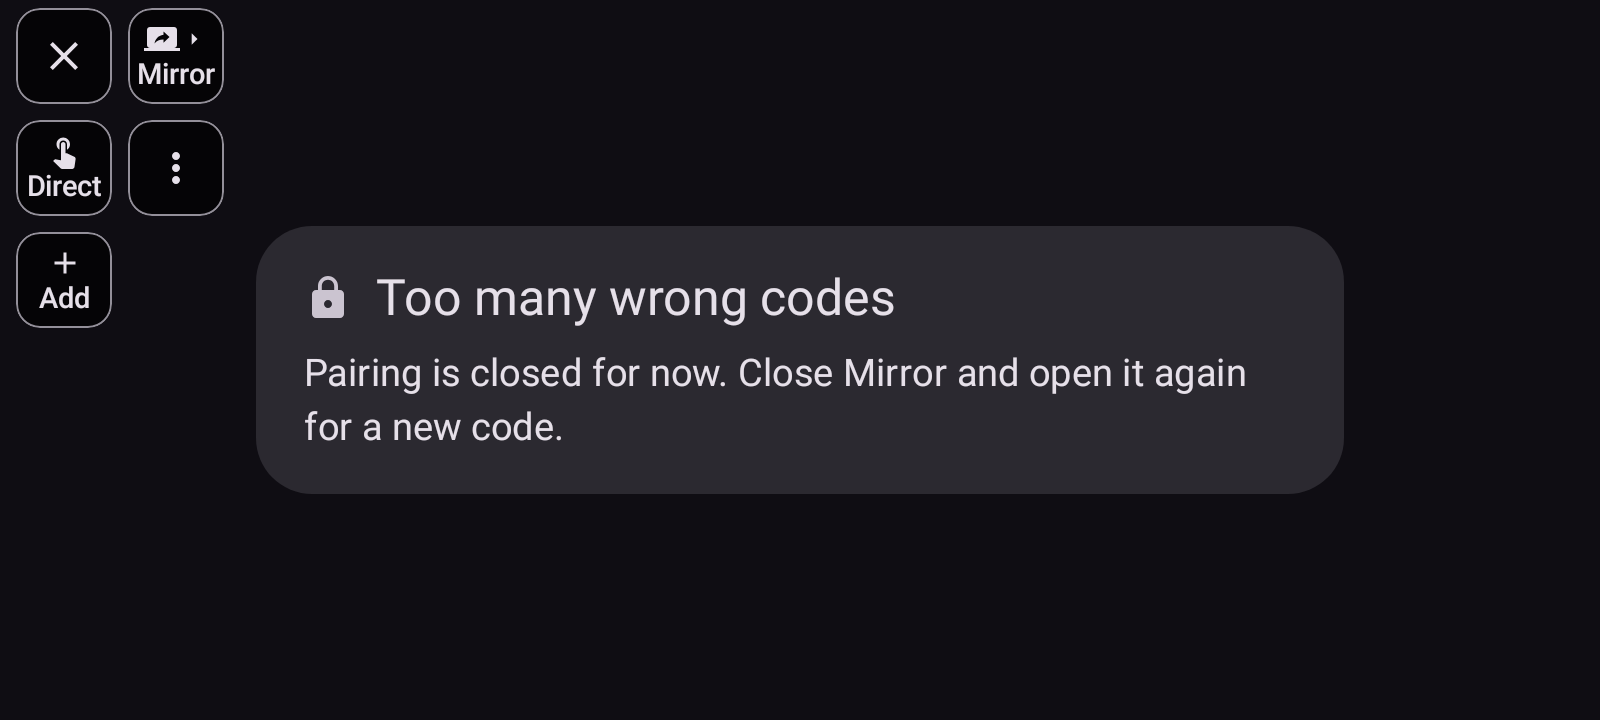 Mirror
Direct
Add
Too many wrong codes
Pairing is closed for now. Close Mirror and open it again
for a new code.